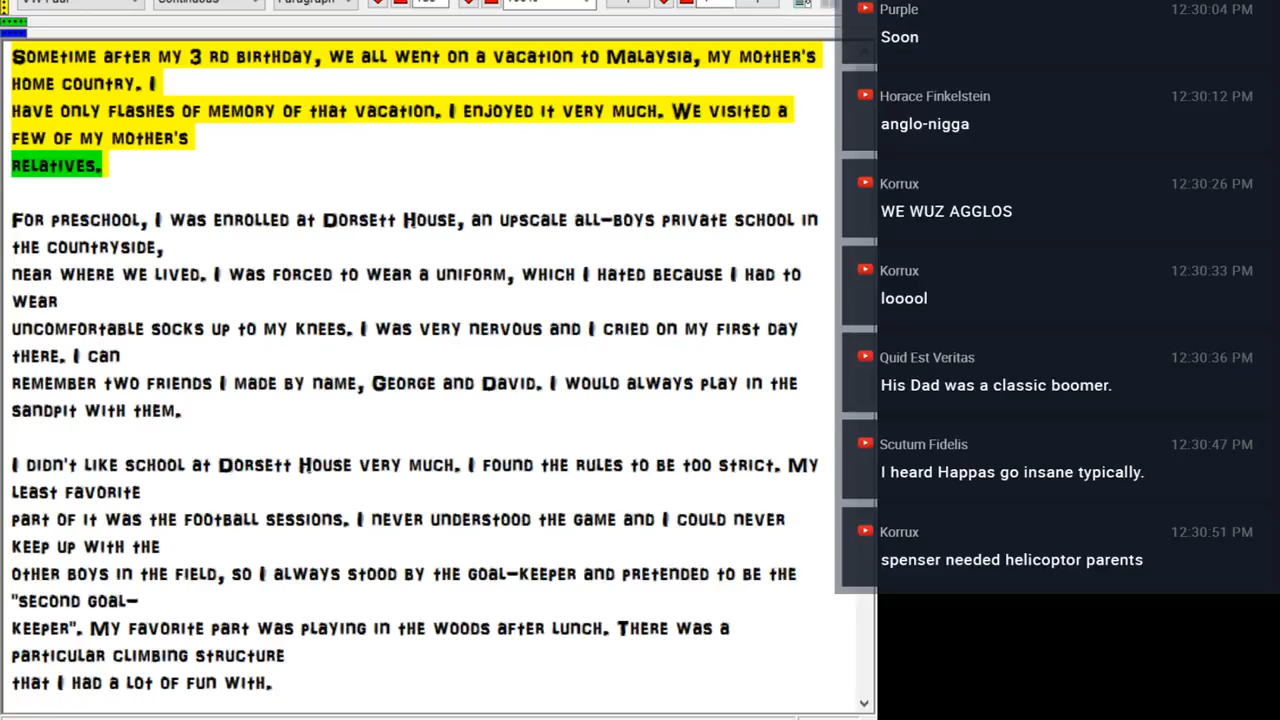 Continuous
Paragraph
Sometime after my 3 rd birthday, we all went on a vacation to Malaysia, my mother's
home country. I
have only flashes of memory of that vacation. I enjoyed it very much. We visited a
few of my mother's
relatives.
For preschool, I was enrolled at Dorsett House, an upscale all-boys private school in
the countryside,
near where we lived. I was forced to wear a uniform, which I hated because I had to
wear
uncomfortable socks up to my knees. I was very nervous and I cried on my first day
there. I can
remember two friends I made by name, George and David. I would always play in the
sandpit with them.
I didn't like school at Dorsett House very much. I found the rules to be too strict. My
least favorite
part of it was the football sessions. I never understood the game and I could never
keep up with the
other boys in the field, so I always stood by the goal-keeper and pretended to be the
"second goal-
keeper". My favorite part was playing in the woods after lunch. There was a
particular climbing structure
that I had a lot of fun with.
Purple 12:30:04 PM
Soon
Horace Finkelstein 12:30:12 PM
anglo-nigga
Korrux 12:30:26 PM
WE WUZ AGGLOS
Korrux 12:30:33 PM
looool
Quid Est Veritas 12:30:36 PM
His Dad was a classic boomer.
Scutum Fidelis 12:30:47 PM
I heard Happas go insane typically.
Korrux 12:30:51 PM
spenser needed helicoptor parents